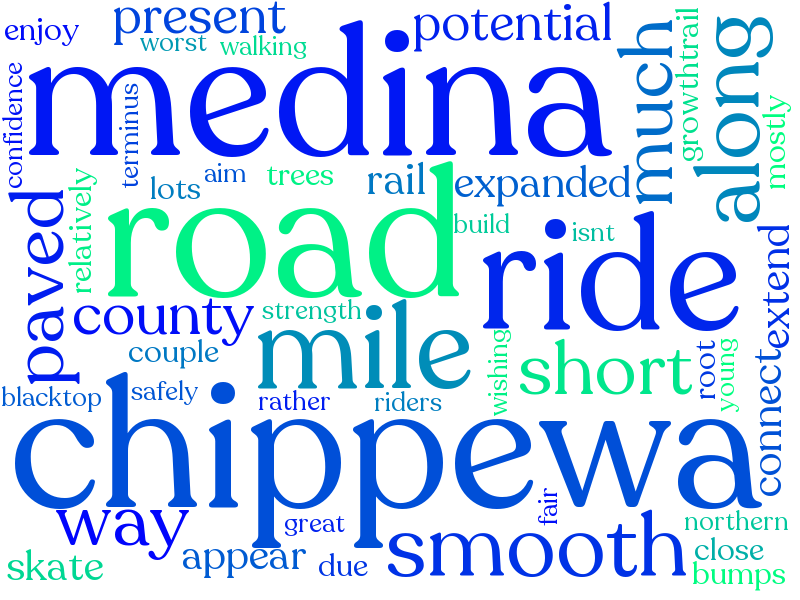 enjoy
present
worst
walking
potential
medina
much
growthtrail
along
mostly
confidence
terminus
lots
aim
trees
rail
expanded
relatively
paved
road
build
isnt
ride
extend
county
strength
couple
mile
wishing
short
root
young
connect
blacktop
safely
rather
riders
chippewa
way
great
fair
smooth
northern
skate
appear
due
close
bumps